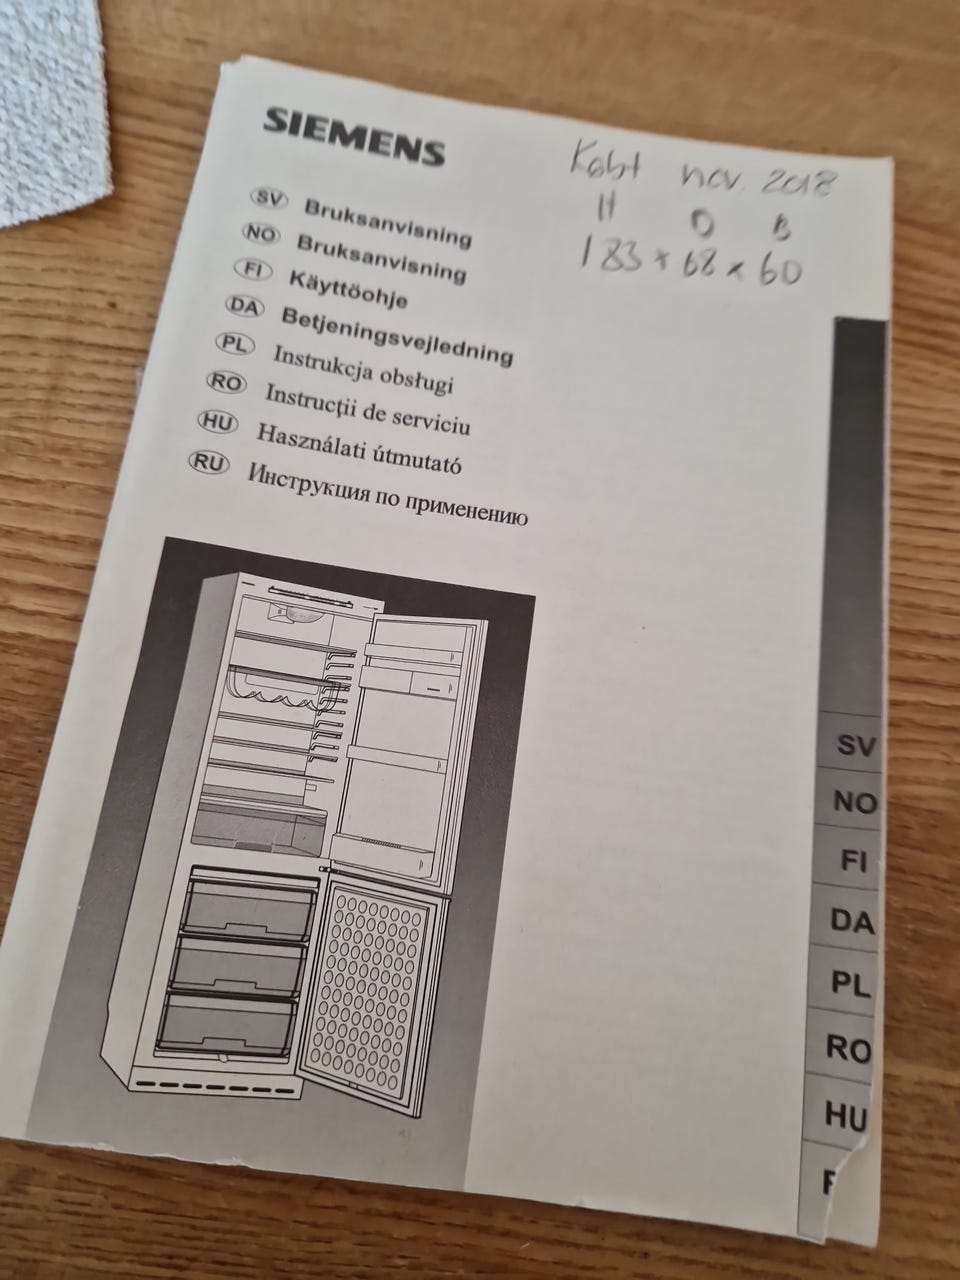 SIEMENS
Købt nov. 2018
H D B
183 x 68 x 60
SV Bruksanvisning
NO Bruksanvisning
FI Käyttöohje
DA Betjeningsvejledning
PL Instrukcja obsługi
RO Instrucţii de serviciu
HU Használati útmutató
RU Инструкция по применению
SV
NO
FI
DA
PL
RO
HU